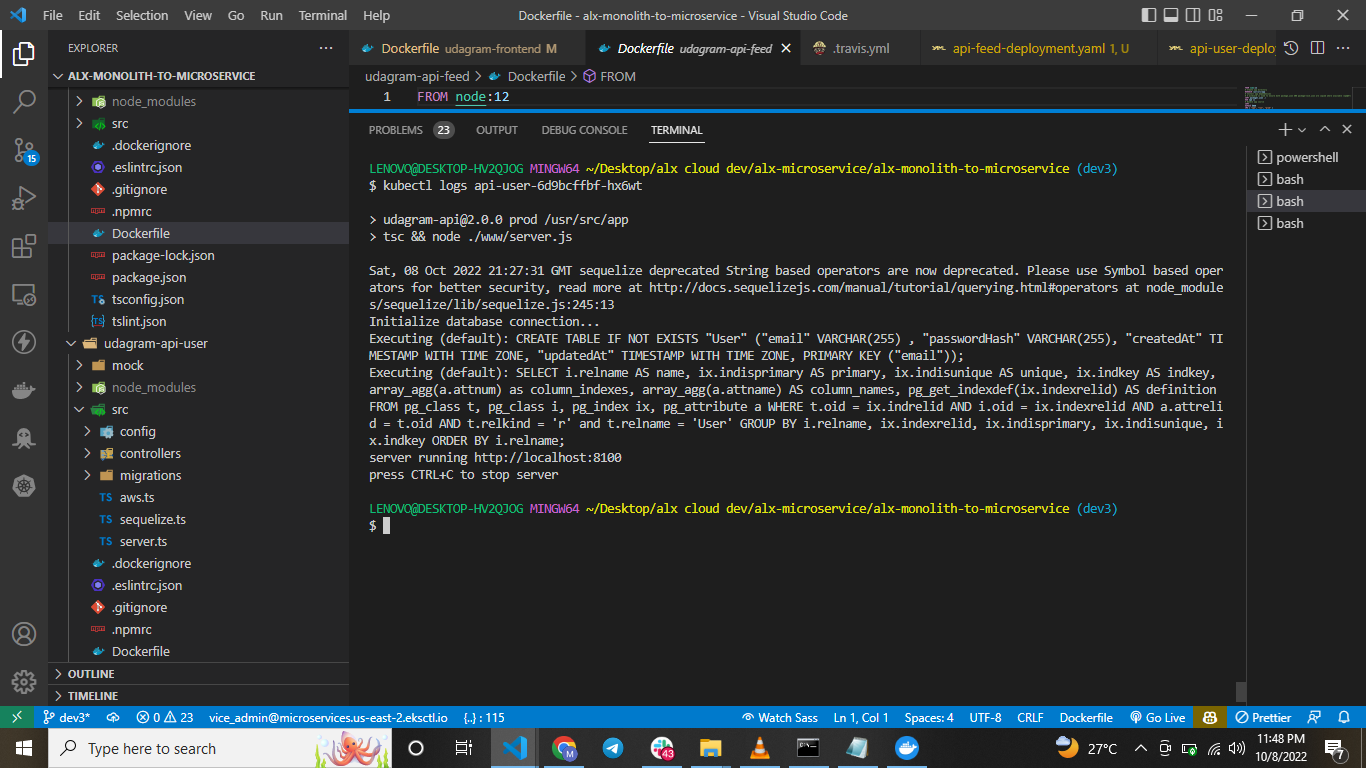 File Edit Selection View Go Run Terminal Help
Dockerfile - alx-monolith-to-microservice - Visual Studio Code
EXPLORER
ALX-MONOLITH-TO-MICROSERVICE
node_modules
src
.dockerignore
.eslintrc.json
.gitignore
.npmrc
Dockerfile
package-lock.json
package.json
tsconfig.json
tslint.json
udagram-api-user
mock
node_modules
src
config
controllers
migrations
aws.ts
sequelize.ts
server.ts
.dockerignore
.eslintrc.json
.gitignore
.npmrc
Dockerfile
OUTLINE
TIMELINE
Dockerfile udagram-frontend M
Dockerfile udagram-api-feed
.travis.yml
api-feed-deployment.yaml 1, U
api-user-deplo
udagram-api-feed > Dockerfile > FROM
1 FROM node:12
PROBLEMS 23 OUTPUT DEBUG CONSOLE TERMINAL
LENOVO@DESKTOP-HV2QJOG MINGW64 ~/Desktop/alx cloud dev/alx-microservice/alx-monolith-to-microservice (dev3)
$ kubectl logs api-user-6d9bcffbf-hx6wt
> udagram-api@2.0.0 prod /usr/src/app
> tsc && node ./www/server.js
Sat, 08 Oct 2022 21:27:31 GMT sequelize deprecated String based operators are now deprecated. Please use Symbol based oper
ators for better security, read more at http://docs.sequelizejs.com/manual/tutorial/querying.html#operators at node_module
s/sequelize/lib/sequelize.js:245:13
Initialize database connection...
Executing (default): CREATE TABLE IF NOT EXISTS "User" ("email" VARCHAR(255) , "passwordHash" VARCHAR(255), "createdAt" TI
MESTAMP WITH TIME ZONE, "updatedAt" TIMESTAMP WITH TIME ZONE, PRIMARY KEY ("email"));
Executing (default): SELECT i.relname AS name, ix.indisprimary AS primary, ix.indisunique AS unique, ix.indkey AS indkey,
array_agg(a.attnum) as column_indexes, array_agg(a.attname) AS column_names, pg_get_indexdef(ix.indexrelid) AS definition
FROM pg_class t, pg_class i, pg_index ix, pg_attribute a WHERE t.oid = ix.indrelid AND i.oid = ix.indexrelid AND a.attreli
d = t.oid AND t.relkind = 'r' and t.relname = 'User' GROUP BY i.relname, ix.indexrelid, ix.indisprimary, ix.indisunique, i
x.indkey ORDER BY i.relname;
server running http://localhost:8100
press CTRL+C to stop server
LENOVO@DESKTOP-HV2QJOG MINGW64 ~/Desktop/alx cloud dev/alx-microservice/alx-monolith-to-microservice (dev3)
$
powershell
bash
bash
bash
15
dev3* 0 23 vice_admin@microservices.us-east-2.eksctl.io {..} : 115 Watch Sass Ln 1, Col 1 Spaces: 4 UTF-8 CRLF Dockerfile Go Live Prettier
Type here to search
43
27°C
11:48 PM
10/8/2022
7